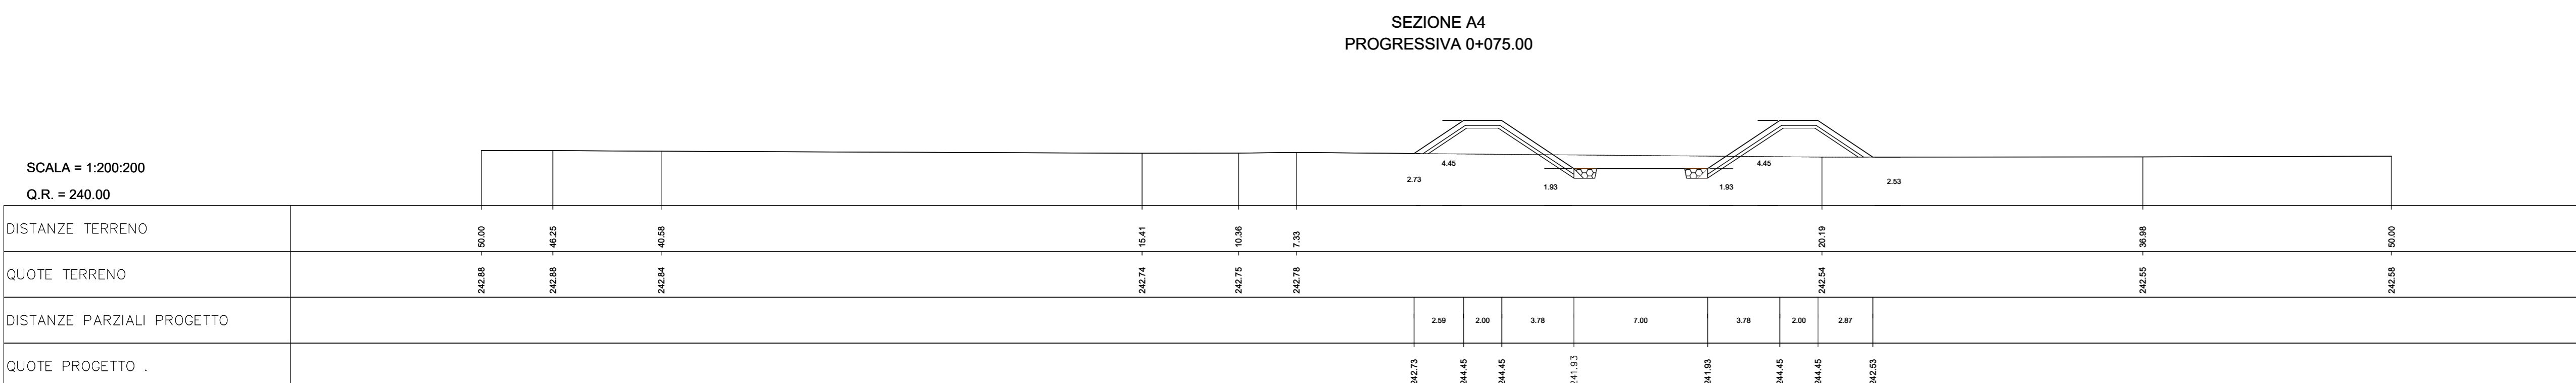 SEZIONE A4
PROGRESSIVA 0+075.00
SCALA = 1:200:200
4.45 4.45
2.73 1.93 1.93 2.53
Q.R. = 240.00
DISTANZE TERRENO 50.00 46.25 40.58 15.41 10.36 7.33 20.19 36.98 50.00
QUOTE TERRENO 242.88 242.88 242.84 242.74 242.75 242.78 242.54 242.55 242.58
DISTANZE PARZIALI PROGETTO 2.59 2.00 3.78 7.00 3.78 2.00 2.87
QUOTE PROGETTO . 242.73 244.45 244.45 241.93 241.93 244.45 244.45 242.53